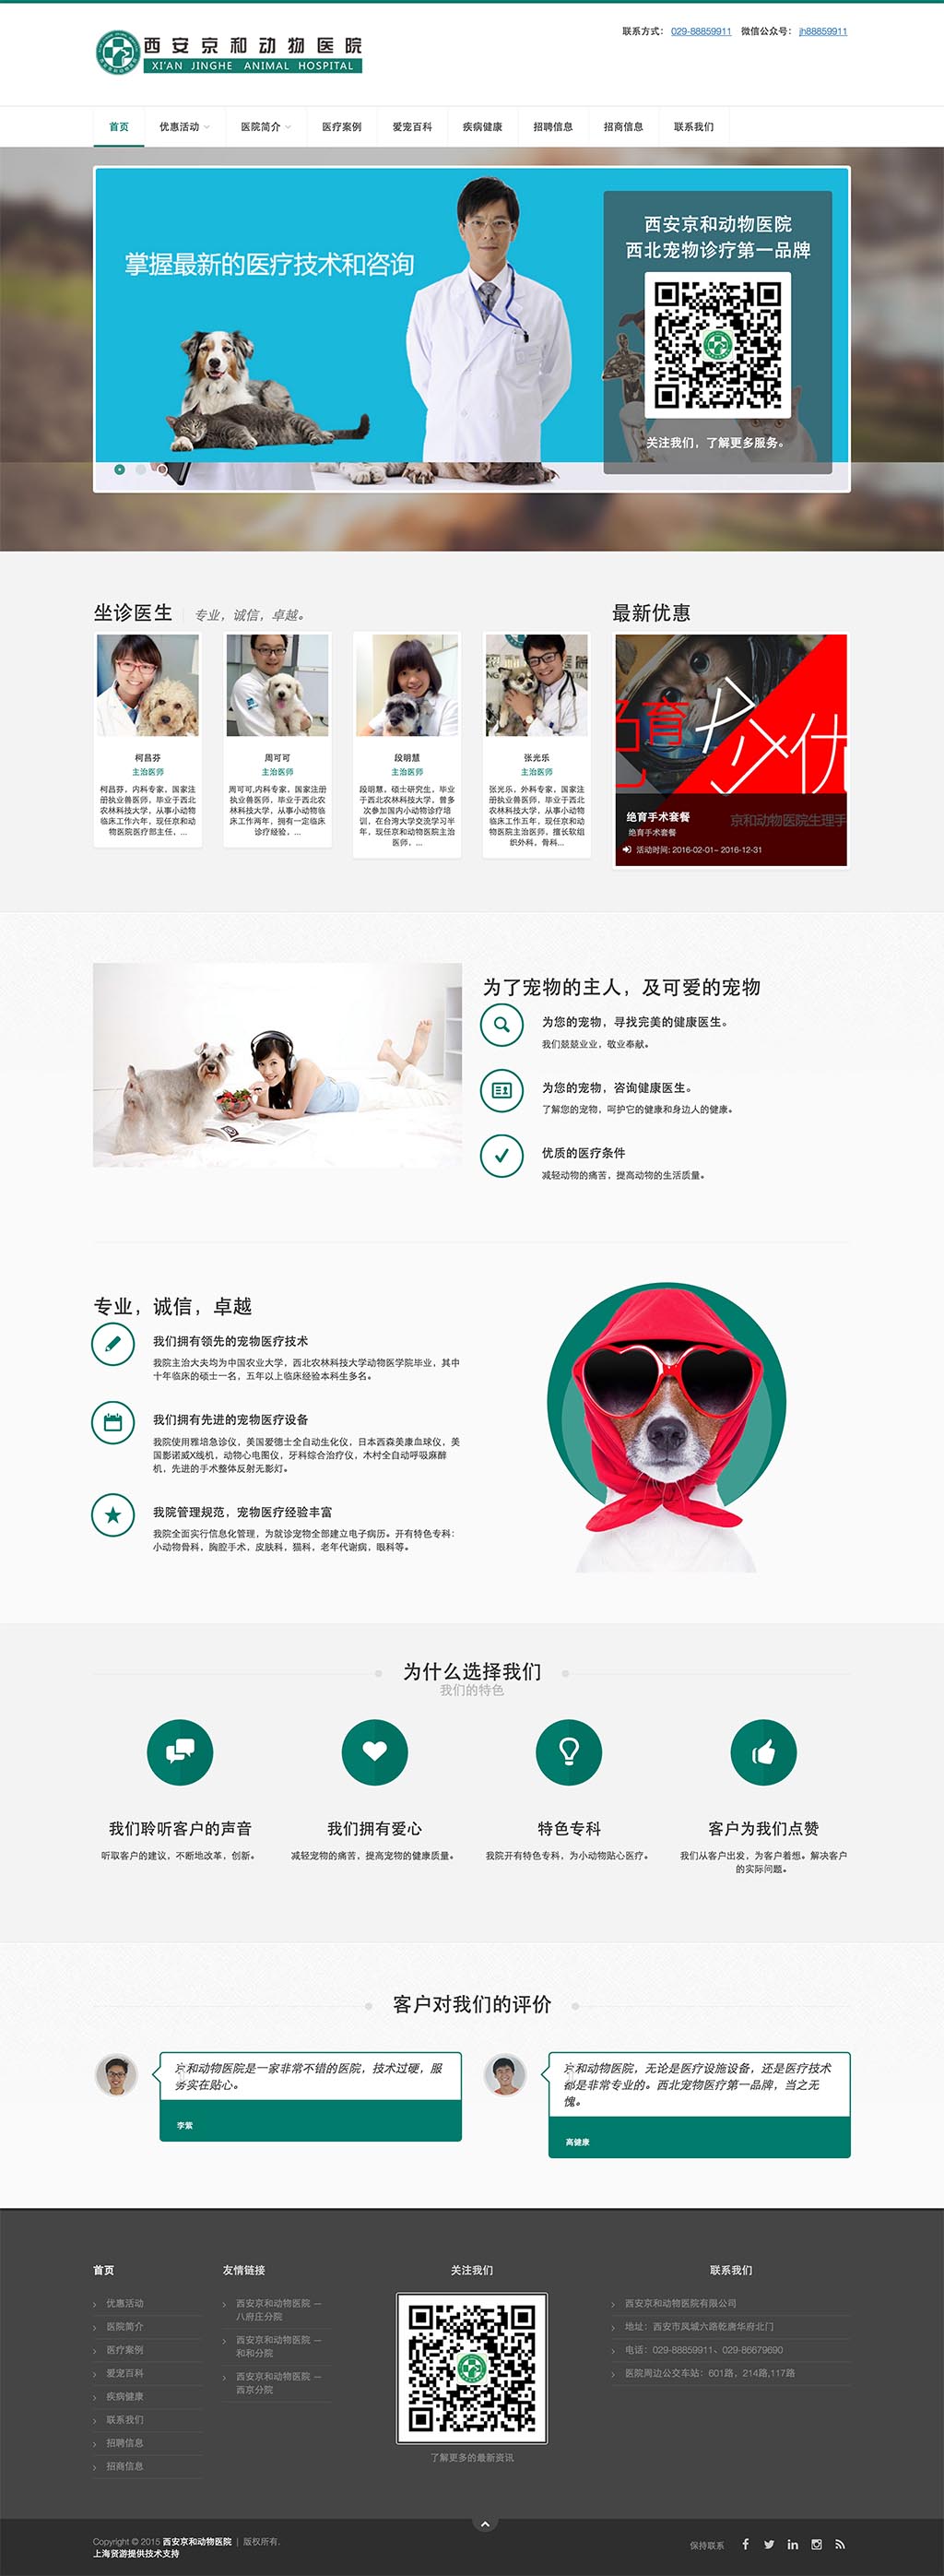 西安京和动物医院
XI'AN JINGHE ANIMAL HOSPITAL
联系方式： 029-88859911 微信公众号： jh88859911
首页 优惠活动 医院简介 医疗案例 爱宠百科 疾病健康 招聘信息 招商信息 联系我们
掌握最新的医疗技术和咨询
西安京和动物医院
西北宠物诊疗第一品牌
关注我们，了解更多服务。
坐诊医生 专业，诚信，卓越。
柯昌芬
主治医师
柯昌芬，内科专家，国家注
册执业兽医师，毕业于西北
农林科技大学，从事小动物
临床工作六年，现任京和动
物医院医疗部主任，...
周可可
主治医师
周可可,内科专家，国家注册
执业兽医师，毕业于西北农
林科技大学，从事小动物临
床工作两年，拥有一定临床
诊疗经验，...
段明慧
主治医师
段明慧，硕士研究生，毕业
于西北农林科技大学，曾多
次参加国内小动物诊疗培
训，在台湾大学交流学习半
年，现任京和动物医院主治
医师，...
张光乐
主治医师
张光乐，外科专家，国家注
册执业兽医师，毕业于西北
农林科技大学，从事小动物
临床工作五年，现任京和动
物医院主治医师，擅长软组
织外科，骨科...
最新优惠
绝育大必优
京和动物医院生理手
绝育手术套餐
绝育手术套餐
活动时间: 2016-02-01~ 2016-12-31
为了宠物的主人，及可爱的宠物
为您的宠物，寻找完美的健康医生。
我们兢兢业业，敬业奉献。
为您的宠物，咨询健康医生。
了解您的宠物，呵护它的健康和身边人的健康。
优质的医疗条件
减轻动物的痛苦，提高动物的生活质量。
专业，诚信，卓越
我们拥有领先的宠物医疗技术
我院主治大夫均为中国农业大学，西北农林科技大学动物医学院毕业，其中
十年临床的硕士一名，五年以上临床经验本科生多名。
我们拥有先进的宠物医疗设备
我院使用雅培急诊仪，美国爱德士全自动生化仪，日本西森美康血球仪，美
国影诺威X线机，动物心电图仪，牙科综合治疗仪，木村全自动呼吸麻醉
机，先进的手术整体反射无影灯。
我院管理规范，宠物医疗经验丰富
我院全面实行信息化管理，为就诊宠物全部建立电子病历。开有特色专科：
小动物骨科，胸腔手术，皮肤科，猫科，老年代谢病，眼科等。
为什么选择我们
我们的特色
我们聆听客户的声音
听取客户的建议，不断地改革，创新。
我们拥有爱心
减轻宠物的痛苦，提高宠物的健康质量。
特色专科
我院开有特色专科，为小动物贴心医疗。
客户为我们点赞
我们从客户出发，为客户着想。解决客户
的实际问题。
客户对我们的评价
京和动物医院是一家非常不错的医院，技术过硬，服
务实在贴心。
李紫
京和动物医院，无论是医疗设施设备，还是医疗技术
都是非常专业的。西北宠物医疗第一品牌，当之无
愧。
高健康
首页
优惠活动
医院简介
医疗案例
爱宠百科
疾病健康
联系我们
招聘信息
招商信息
友情链接
西安京和动物医院 —
八府庄分院
西安京和动物医院 —
和和分院
西安京和动物医院 —
西京分院
关注我们
了解更多的最新资讯
联系我们
西安京和动物医院有限公司
地址：西安市凤城六路乾唐华府北门
电话：029-88859911、029-86679690
医院周边公交车站：601路，214路,117路
Copyright © 2015 西安京和动物医院 | 版权所有.
上海贤游提供技术支持
保持联系